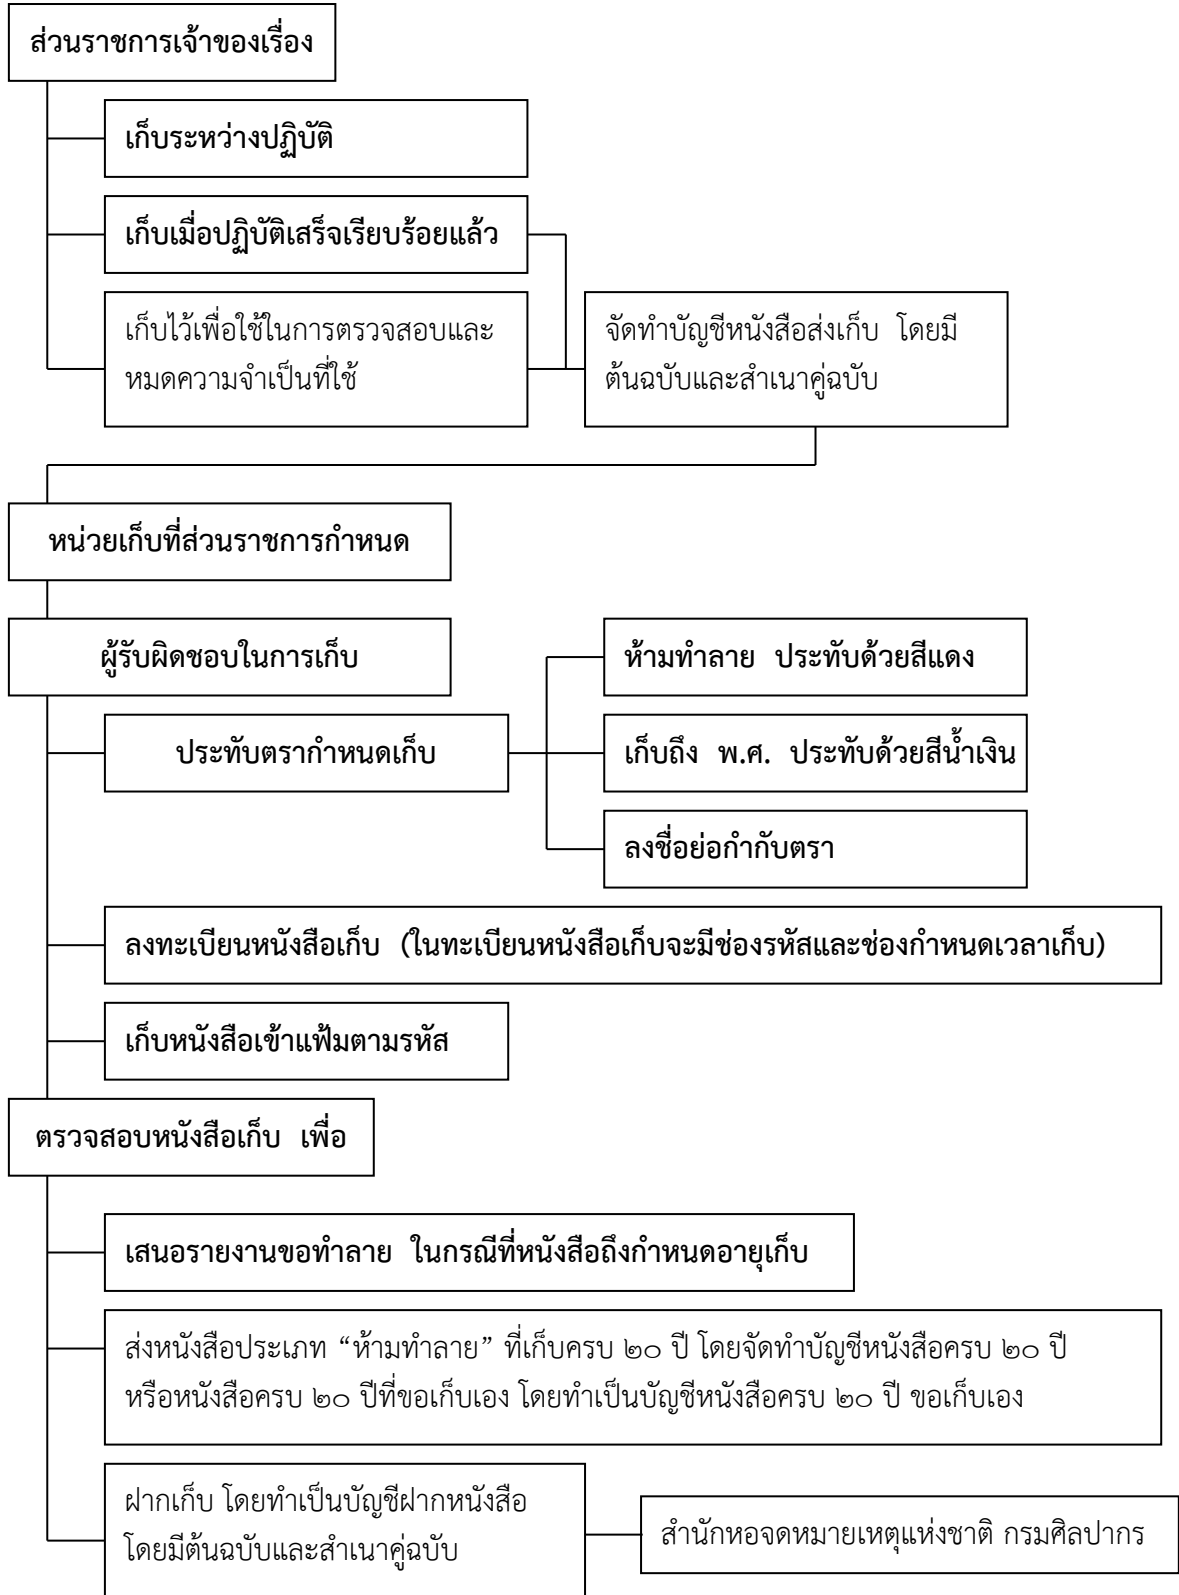 ส่วนราชการเจ้าของเรื่อง
เก็บระหว่างปฏิบัติ
เก็บเมื่อปฏิบัติเสร็จเรียบร้อยแล้ว
เก็บไว้เพื่อใช้ในการตรวจสอบและ
หมดความจำเป็นที่ใช้
จัดทำบัญชีหนังสือส่งเก็บ โดยมี
ต้นฉบับและสำเนาคู่ฉบับ
หน่วยเก็บที่ส่วนราชการกำหนด
ผู้รับผิดชอบในการเก็บ
ประทับตรากำหนดเก็บ
ห้ามทำลาย ประทับด้วยสีแดง
เก็บถึง พ.ศ. ประทับด้วยสีน้ำเงิน
ลงชื่อย่อกำกับตรา
ลงทะเบียนหนังสือเก็บ (ในทะเบียนหนังสือเก็บจะมีช่องรหัสและช่องกำหนดเวลาเก็บ)
เก็บหนังสือเข้าแฟ้มตามรหัส
ตรวจสอบหนังสือเก็บ เพื่อ
เสนอรายงานขอทำลาย ในกรณีที่หนังสือถึงกำหนดอายุเก็บ
ส่งหนังสือประเภท “ห้ามทำลาย” ที่เก็บครบ ๒๐ ปี โดยจัดทำบัญชีหนังสือครบ ๒๐ ปี
หรือหนังสือครบ ๒๐ ปีที่ขอเก็บเอง โดยทำเป็นบัญชีหนังสือครบ ๒๐ ปี ขอเก็บเอง
ฝากเก็บ โดยทำเป็นบัญชีฝากหนังสือ
โดยมีต้นฉบับและสำเนาคู่ฉบับ
สำนักหอจดหมายเหตุแห่งชาติ กรมศิลปากร